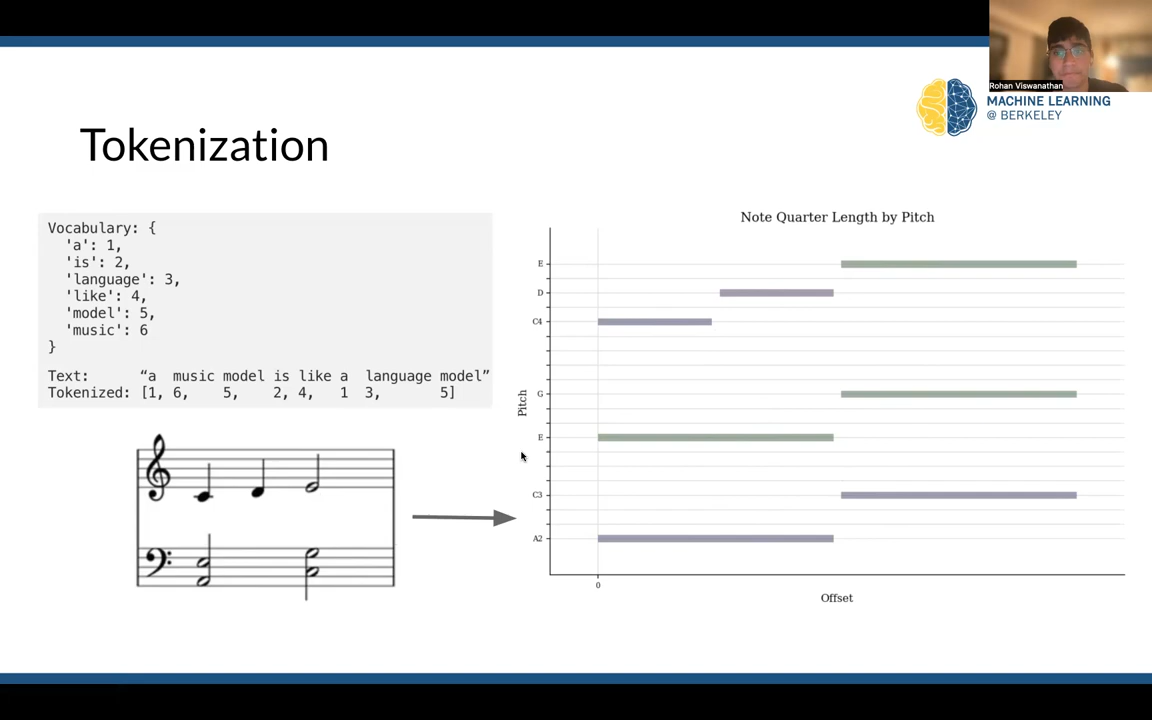 Rohan Viswanathan
MACHINE LEARNING
@ BERKELEY
Tokenization
Vocabulary: {
'a': 1,
'is': 2,
'language': 3,
'like': 4,
'model': 5,
'music': 6
}
Text: “a music model is like a language model”
Tokenized: [1, 6, 5, 2, 4, 1 3, 5]
Note Quarter Length by Pitch
E
D
C4
G
E
C3
A2
Pitch
0
Offset